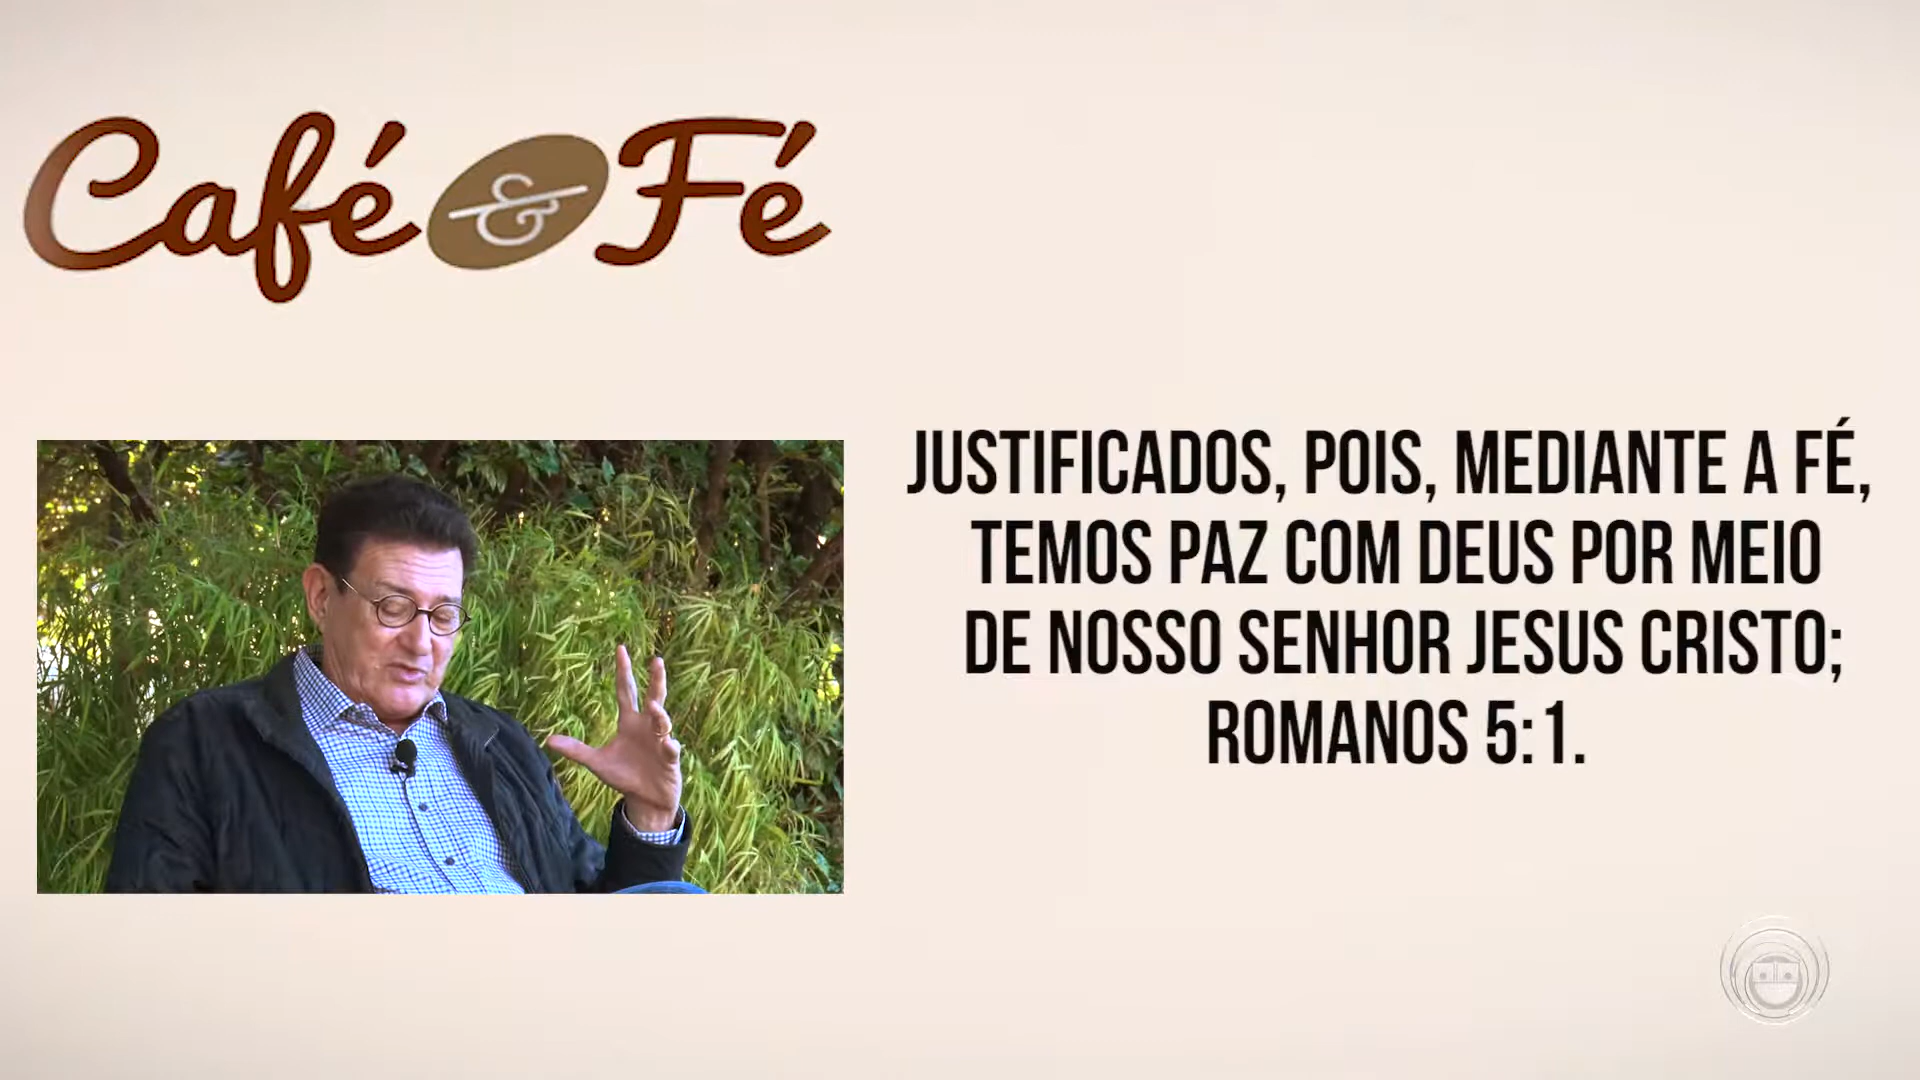 Café & Fé
JUSTIFICADOS, POIS, MEDIANTE A FÉ,
TEMOS PAZ COM DEUS POR MEIO
DE NOSSO SENHOR JESUS CRISTO;
ROMANOS 5:1.